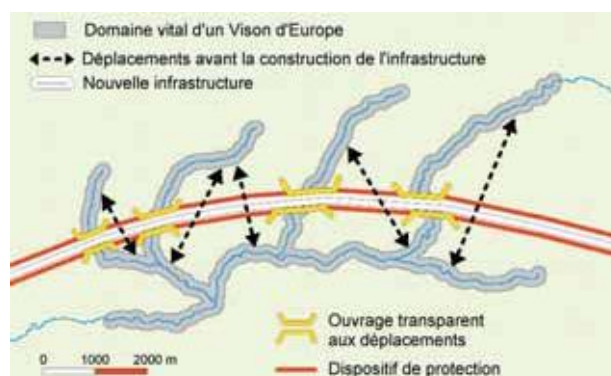 Domaine vital d'un Vison d'Europe
Déplacements avant la construction de l'infrastructure
Nouvelle infrastructure
Ouvrage transparent
aux déplacements
0 1000 2000 m
Dispositif de protection